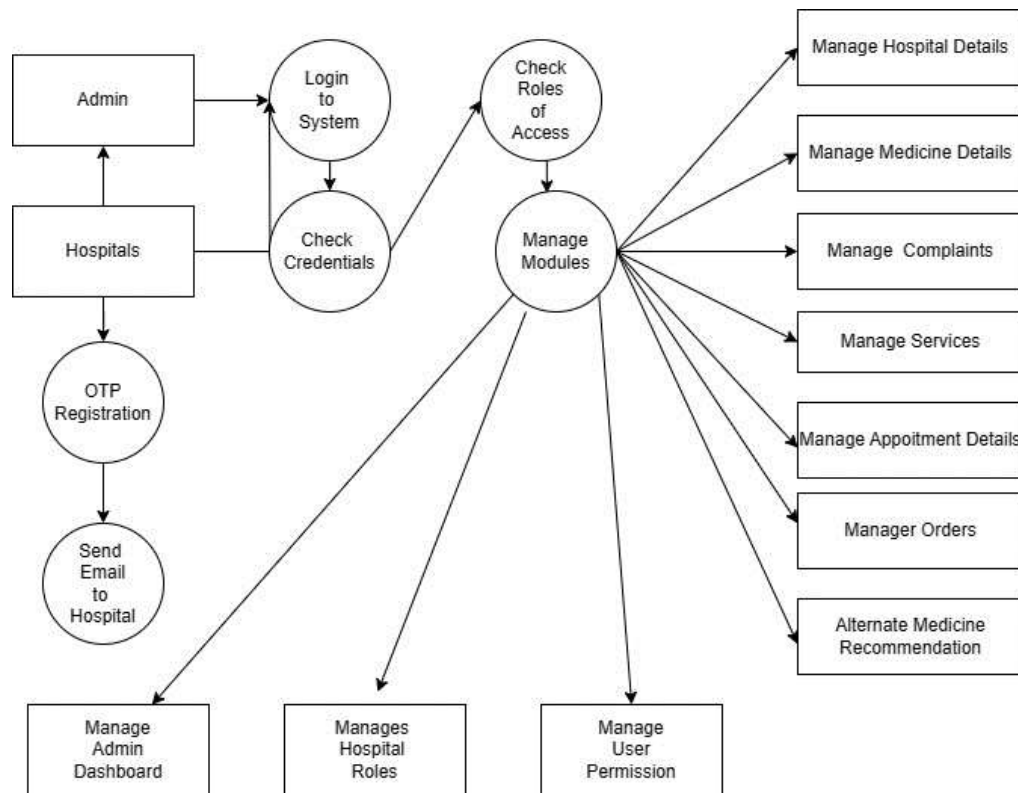 Admin
Login
to
System
Check
Roles
of
Access
Manage Hospital Details
Manage Medicine Details
Hospitals
Check
Credentials
Manage
Modules
Manage  Complaints
Manage Services
OTP
Registration
Manage Appoitment Details
Manager Orders
Send
Email
to
Hospital
Alternate Medicine
Recommendation
Manage
Admin
Dashboard
Manages
Hospital
Roles
Manage
User
Permission